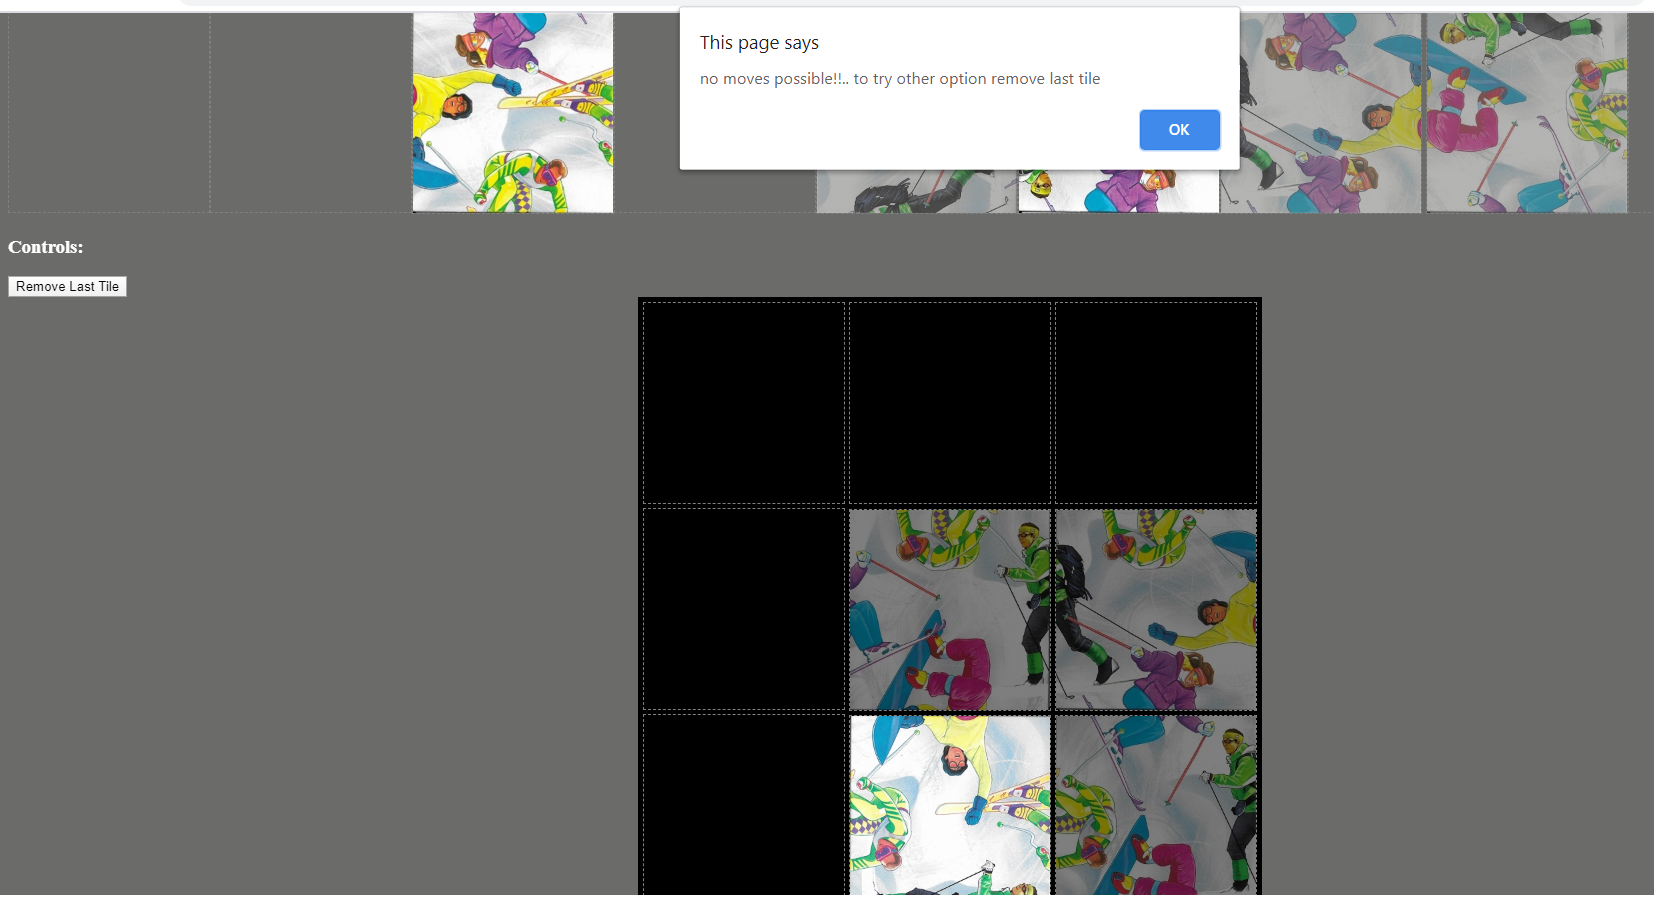 This page says
no moves possible!!.. to try other option remove last tile
OK
Controls:
Remove Last Tile